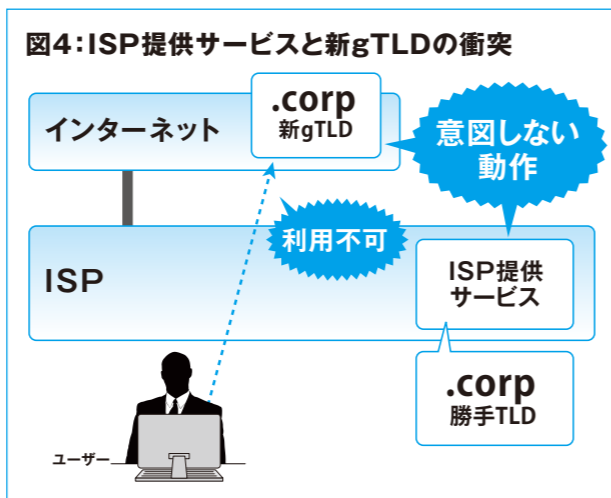 図4：ISP提供サービスと新gTLDの衝突
.corp
新gTLD
インターネット
意図しない
動作
利用不可
ISP
ISP提供
サービス
.corp
勝手TLD
ユーザー